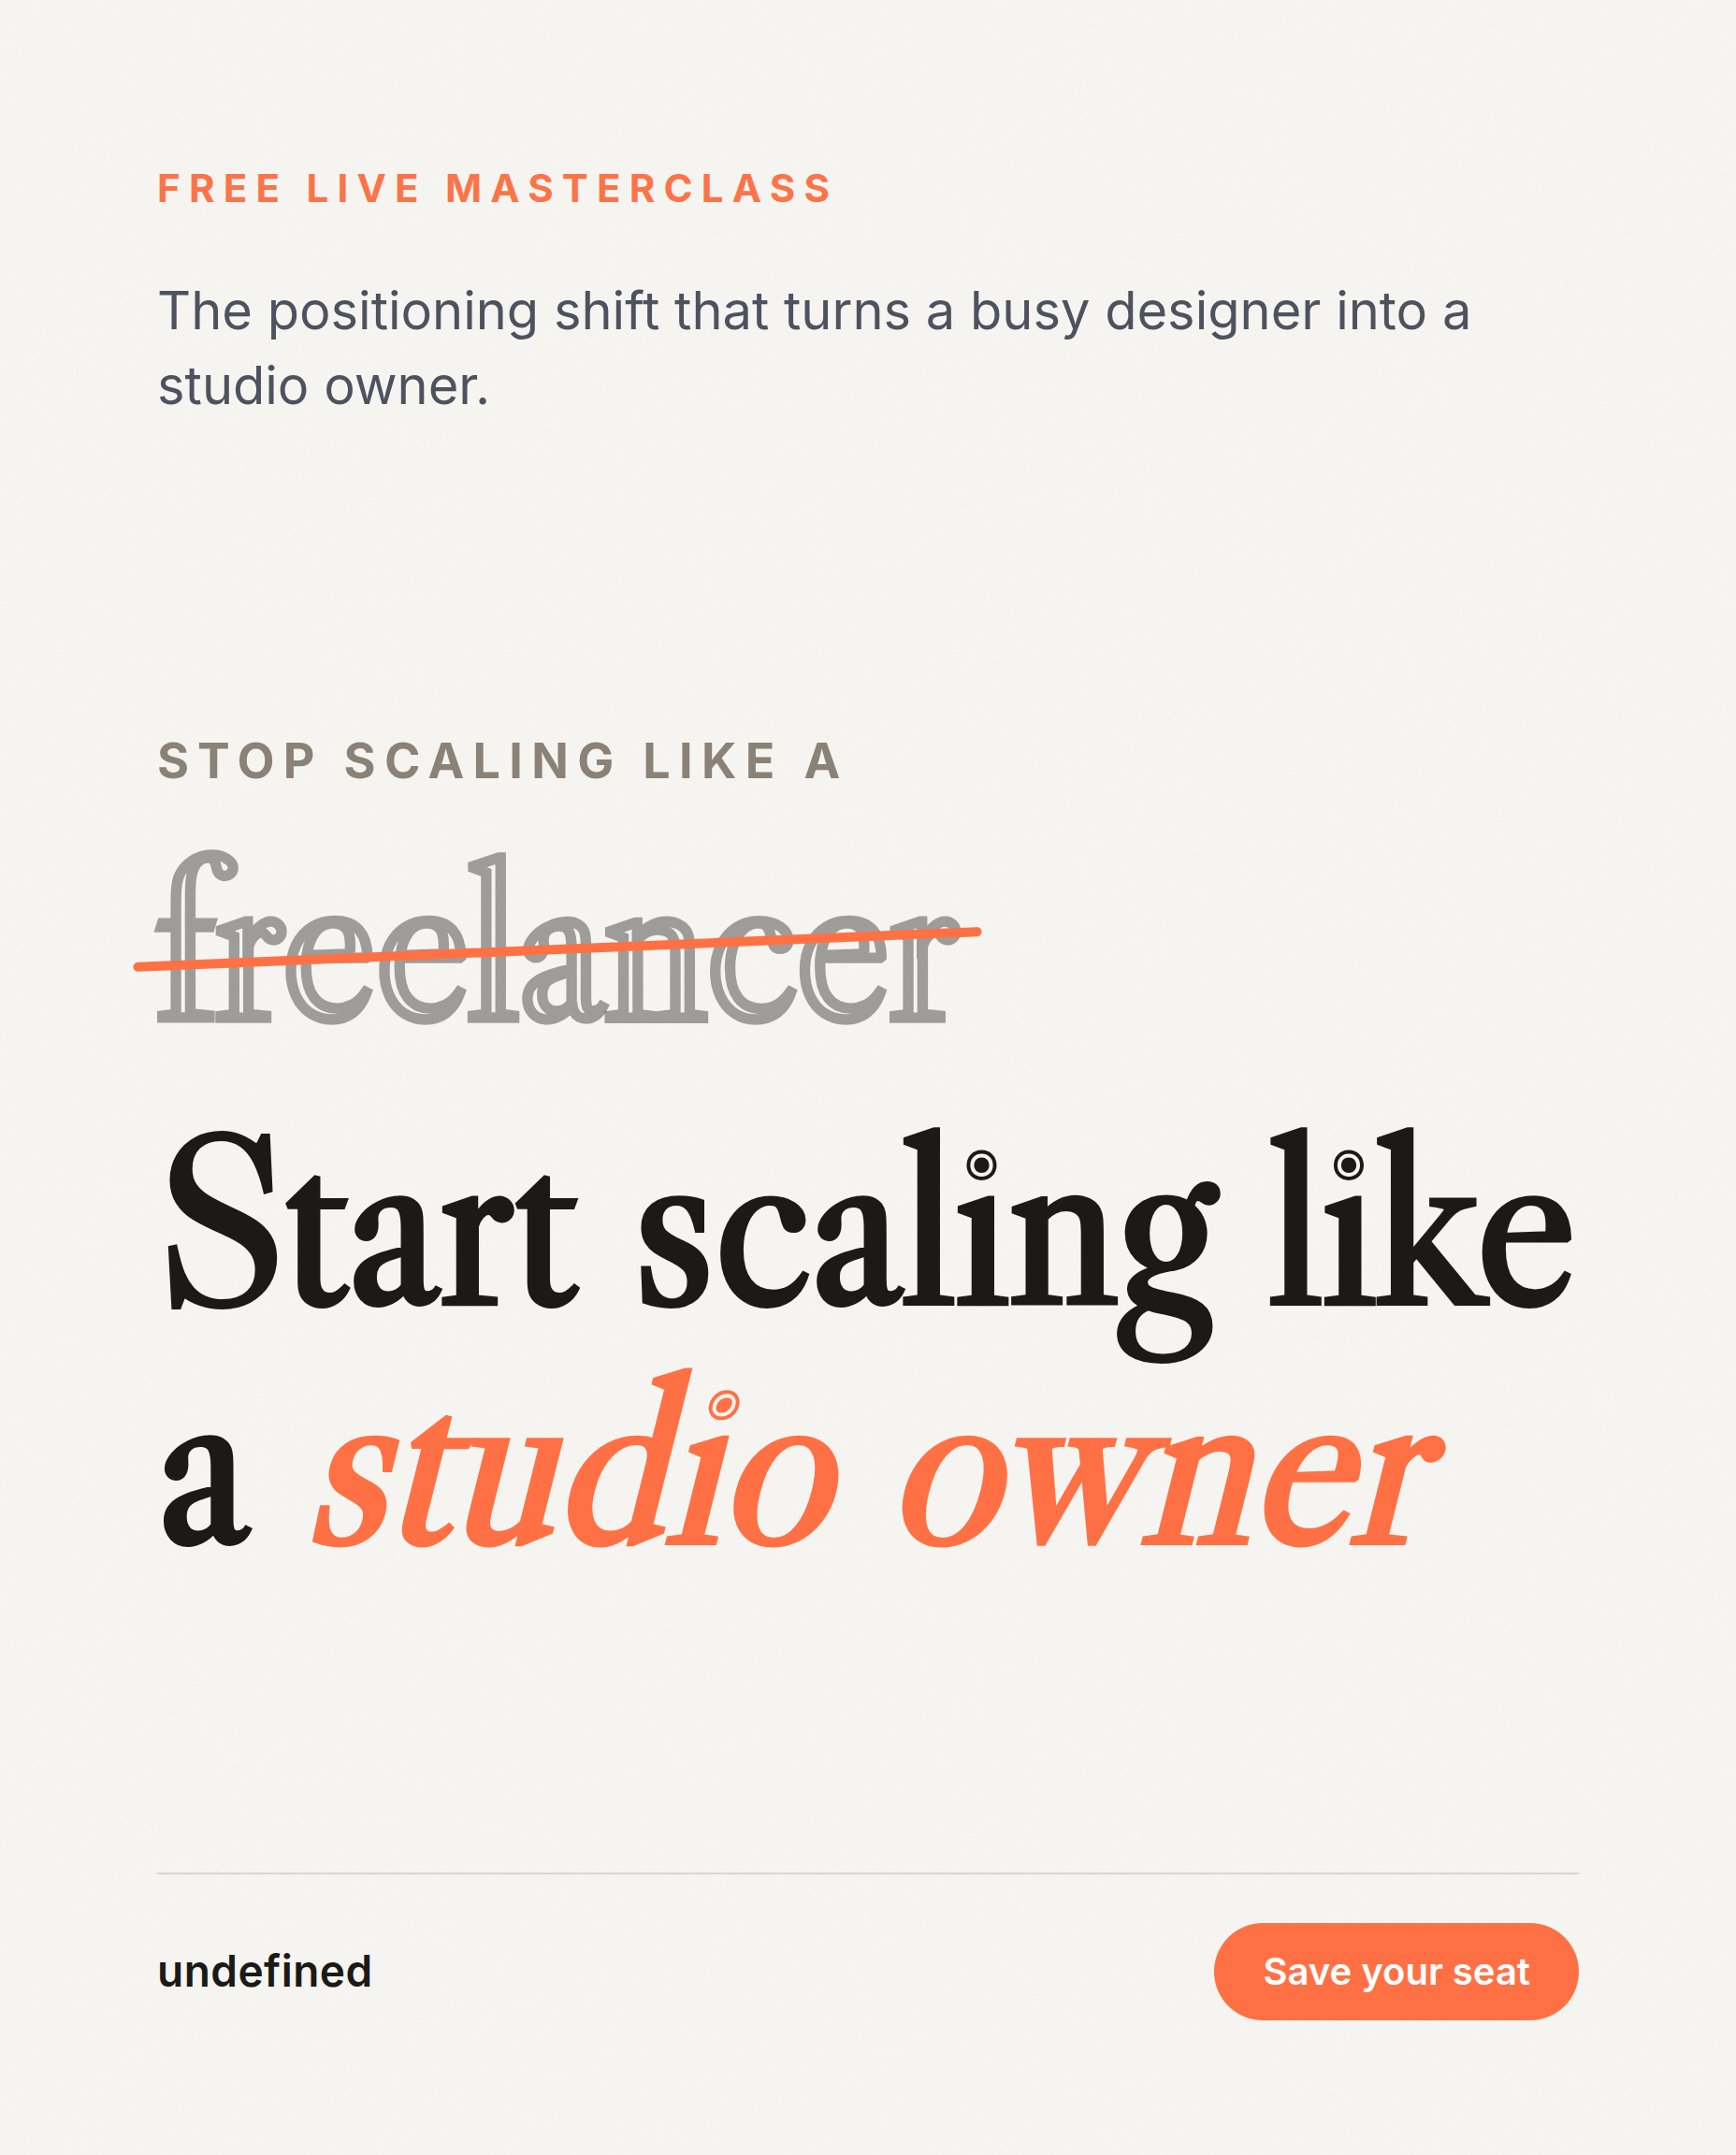 FREE LIVE MASTERCLASS
The positioning shift that turns a busy designer into a
studio owner.
STOP SCALING LIKE A
freelancer
Start scaling like
a studio owner
undefined
Save your seat